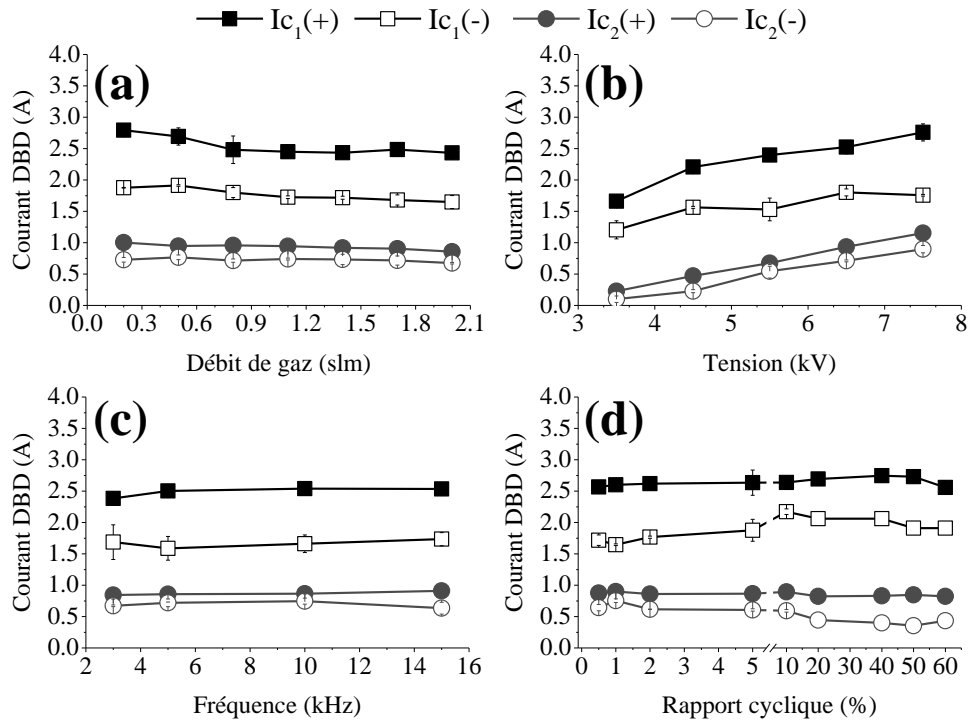 Ic₁(+) Ic₁(-) Ic₂(+) Ic₂(-)
(a)
Courant DBD (A)
4.0
3.5
3.0
2.5
2.0
1.5
1.0
0.5
0.0
0.0 0.3 0.6 0.9 1.2 1.5 1.8 2.1
Débit de gaz (slm)
(b)
Courant DBD (A)
4.0
3.5
3.0
2.5
2.0
1.5
1.0
0.5
0.0
3 4 5 6 7 8
Tension (kV)
(c)
Courant DBD (A)
4.0
3.5
3.0
2.5
2.0
1.5
1.0
0.5
0.0
2 4 6 8 10 12 14 16
Fréquence (kHz)
(d)
Courant DBD (A)
4.0
3.5
3.0
2.5
2.0
1.5
1.0
0.5
0.0
0 1 2 3 4 5 10 20 30 40 50 60
Rapport cyclique (%)